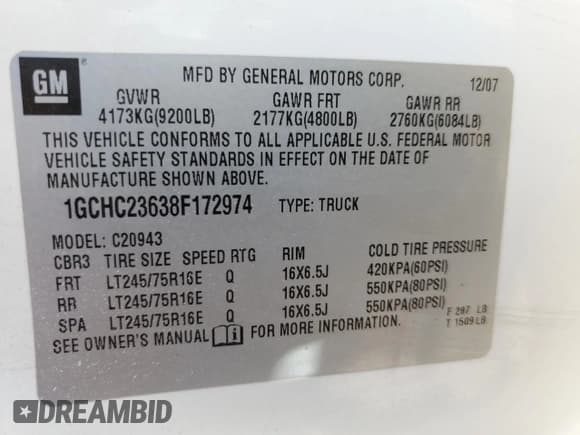 GM ®
MFD BY GENERAL MOTORS CORP. 12/07
GVWR GAWR FRT GAWR RR
4173KG(9200LB) 2177KG(4800LB) 2760KG(6084LB)
THIS VEHICLE CONFORMS TO ALL APPLICABLE U.S. FEDERAL MOTOR
VEHICLE SAFETY STANDARDS IN EFFECT ON THE DATE OF
MANUFACTURE SHOWN ABOVE.
1GCHC23638F172974 TYPE: TRUCK
MODEL: C20943
CBR3 TIRE SIZE SPEED RTG RIM COLD TIRE PRESSURE
FRT LT245/75R16E Q 16X6.5J 420KPA(60PSI)
RR LT245/75R16E Q 16X6.5J 550KPA(80PSI)
SPA LT245/75R16E Q 16X6.5J 550KPA(80PSI)
F 297 LB
SEE OWNER'S MANUAL i FOR MORE INFORMATION. T 1509 LB
DREAMBID